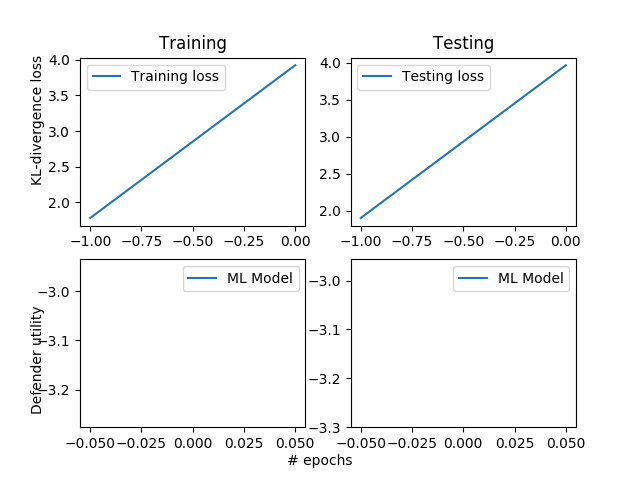 Training
Testing
KL-divergence loss
4.0
3.5
3.0
2.5
2.0
Training loss
−1.00 −0.75 −0.50 −0.25 0.00
4.0
3.5
3.0
2.5
2.0
Testing loss
−1.00 −0.75 −0.50 −0.25 0.00
Defender utility
−3.0
−3.1
−3.2
ML Model
−0.050 −0.025 0.000 0.025 0.050
−3.0
−3.1
−3.2
−3.3
ML Model
−0.050 −0.025 0.000 0.025 0.050
# epochs